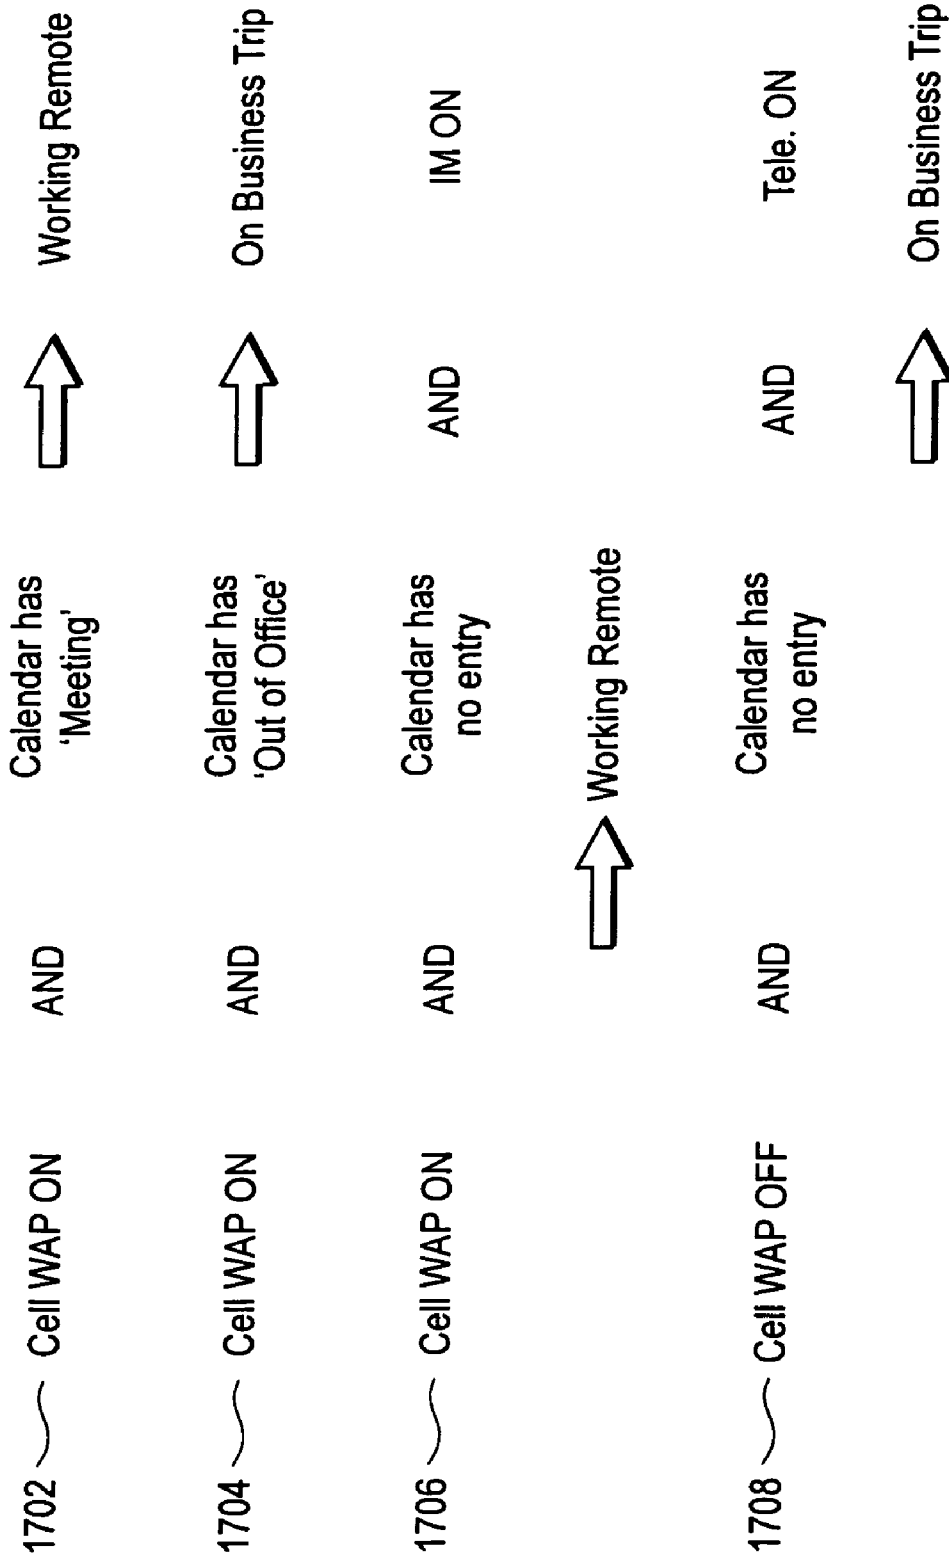 1702 Cell WAP ON AND Calendar has 'Meeting' Working Remote
1704 Cell WAP ON AND Calendar has 'Out of Office' On Business Trip
1706 Cell WAP ON AND Calendar has no entry AND IM ON
Working Remote
1708 Cell WAP OFF AND Calendar has no entry AND Tele. ON
On Business Trip